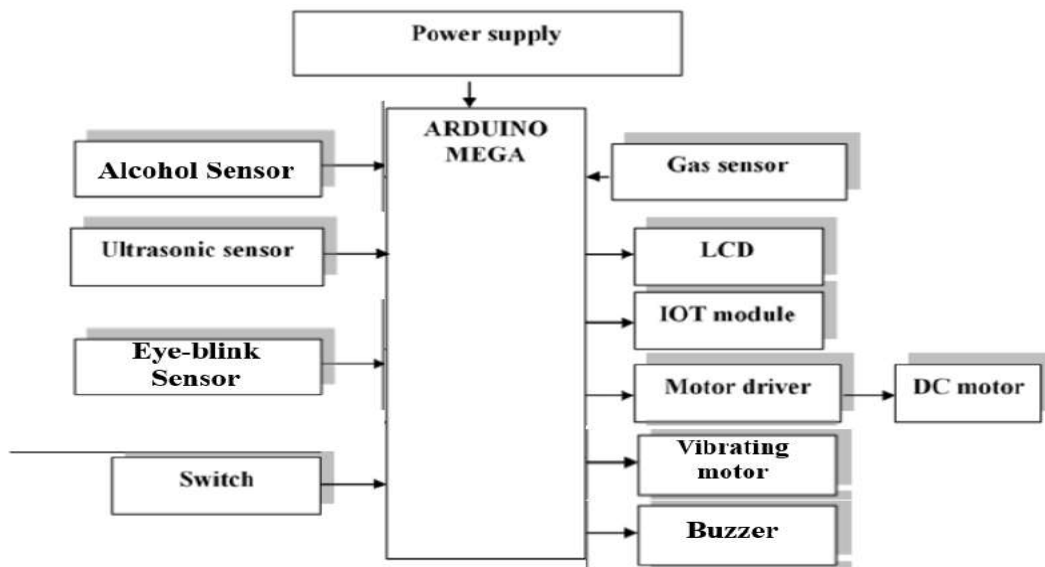 Power supply
ARDUINO
MEGA
Alcohol Sensor
Gas sensor
Ultrasonic sensor
LCD
IOT module
Eye-blink
Sensor
Motor driver
DC motor
Vibrating
motor
Switch
Buzzer